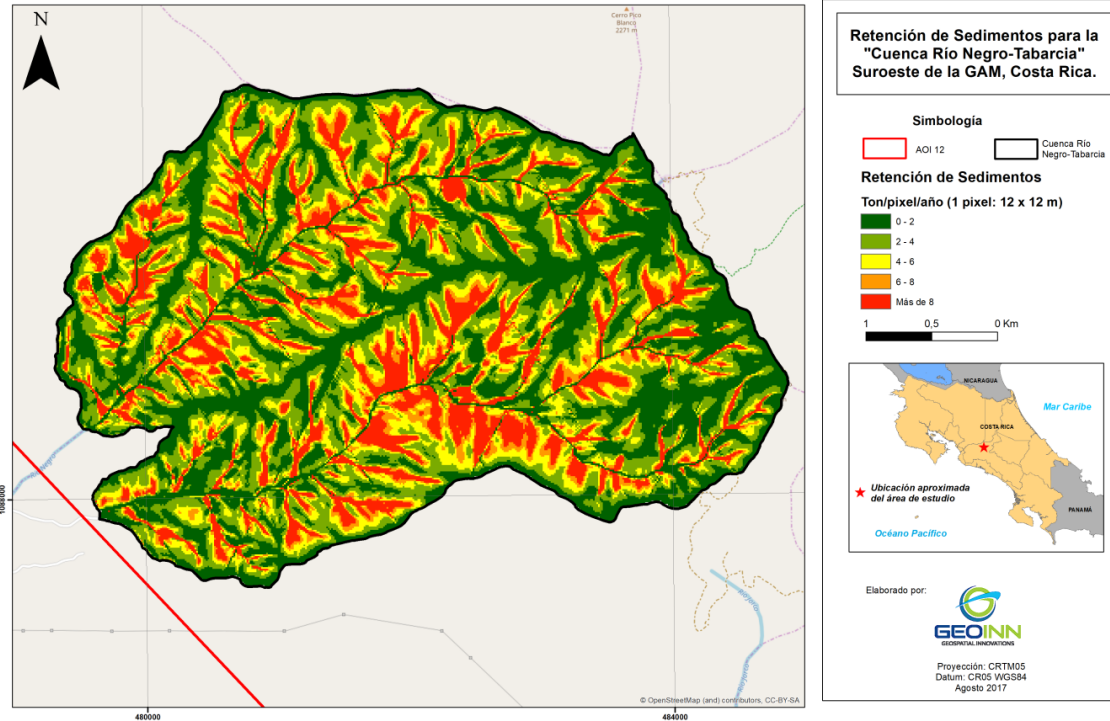 N
Cerro Pico
Blanco
2271 m
1088000
480000
484000
© OpenStreetMap (and) contributors, CC-BY-SA
Retención de Sedimentos para la
"Cuenca Río Negro-Tabarcia"
Suroeste de la GAM, Costa Rica.
Simbología
AOI 12
Cuenca Río
Negro-Tabarcia
Retención de Sedimentos
Ton/pixel/año (1 pixel: 12 x 12 m)
0 - 2
2 - 4
4 - 6
6 - 8
Más de 8
1 0,5 0 Km
NICARAGUA
Mar Caribe
COSTA RICA
Ubicación aproximada
del área de estudio
PANAMÁ
Océano Pacífico
Elaborado por:
GEOINN
GEOSPATIAL INNOVATIONS
Proyección: CRTM05
Datum: CR05 WGS84
Agosto 2017